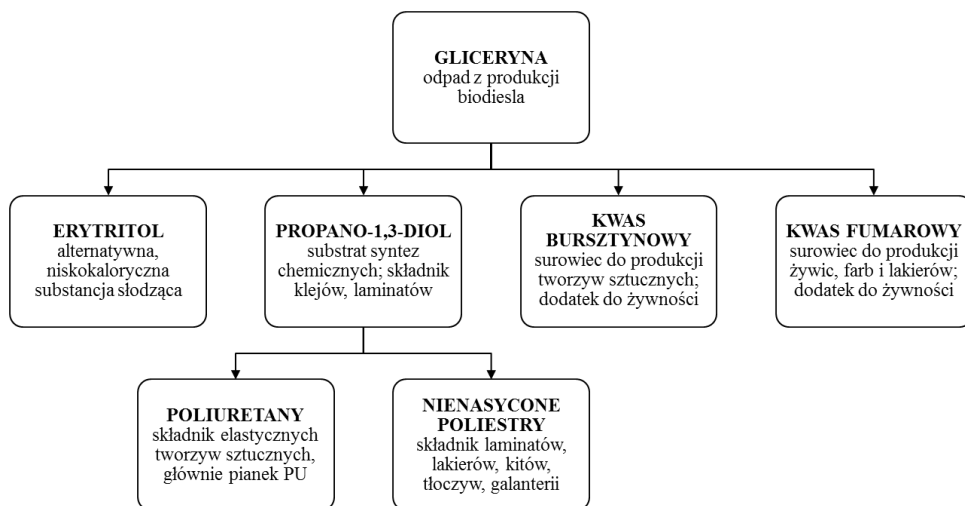 GLICERYNA
odpad z produkcji
biodiesla
ERYTRITOL
alternatywna,
niskokaloryczna
substancja słodząca
PROPANO-1,3-DIOL
substrat syntez
chemicznych; składnik
klejów, laminatów
KWAS
BURSZTYNOWY
surowiec do produkcji
tworzyw sztucznych;
dodatek do żywności
KWAS FUMAROWY
surowiec do produkcji
żywic, farb i lakierów;
dodatek do żywności
POLIURETANY
składnik elastycznych
tworzyw sztucznych,
głównie pianek PU
NIENASYCONE
POLIESTRY
składnik laminatów,
lakierów, kitów,
tłoczyw, galanterii